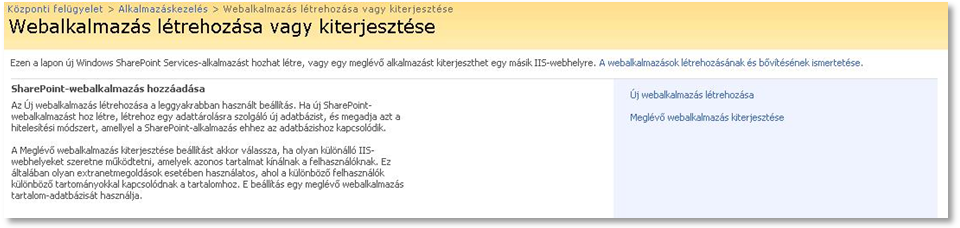 Központi felügyelet > Alkalmazáskezelés > Webalkalmazás létrehozása vagy kiterjesztése
Webalkalmazás létrehozása vagy kiterjesztése
Ezen a lapon új Windows SharePoint Services-alkalmazást hozhat létre, vagy egy meglévő alkalmazást kiterjeszthet egy másik IIS-webhelyre. A webalkalmazások létrehozásának és bővítésének ismertetése.
SharePoint-webalkalmazás hozzáadása
Az Új webalkalmazás létrehozása a leggyakrabban használt beállítás. Ha új SharePoint-
webalkalmazást hoz létre, létrehoz egy adattárolásra szolgáló új adatbázist, és megadja azt a
hitelesítési módszert, amellyel a SharePoint-alkalmazás ehhez az adatbázishoz kapcsolódik.
A Meglévő webalkalmazás kiterjesztése beállítást akkor válassza, ha olyan különálló IIS-
webhelyeket szeretne működtetni, amelyek azonos tartalmat kínálnak a felhasználóknak. Ez
általában olyan extranetmegoldások esetében használatos, ahol a különböző felhasználók
különböző tartományokkal kapcsolódnak a tartalomhoz. E beállítás egy meglévő webalkalmazás
tartalom-adatbázisát használja.
Új webalkalmazás létrehozása
Meglévő webalkalmazás kiterjesztése